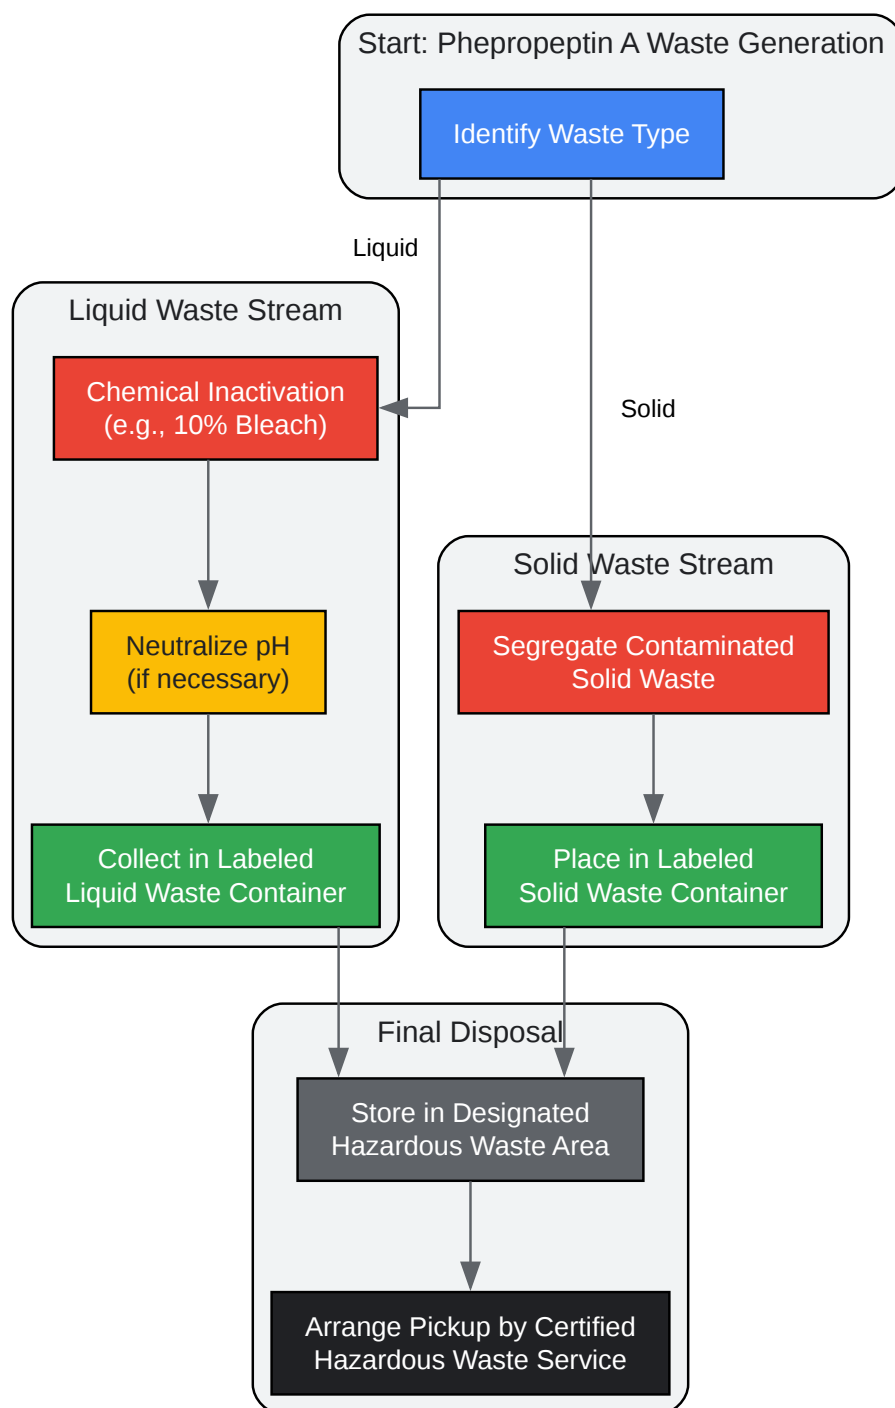 Start: Phepropeptin A Waste Generation
Identify Waste Type
Liquid
Liquid Waste Stream
Chemical Inactivation
(e.g., 10% Bleach)
Solid
Solid Waste Stream
Neutralize pH
(if necessary)
Segregate Contaminated
Solid Waste
Collect in Labeled
Liquid Waste Container
Place in Labeled
Solid Waste Container
Final Disposal
Store in Designated
Hazardous Waste Area
Arrange Pickup by Certified
Hazardous Waste Service